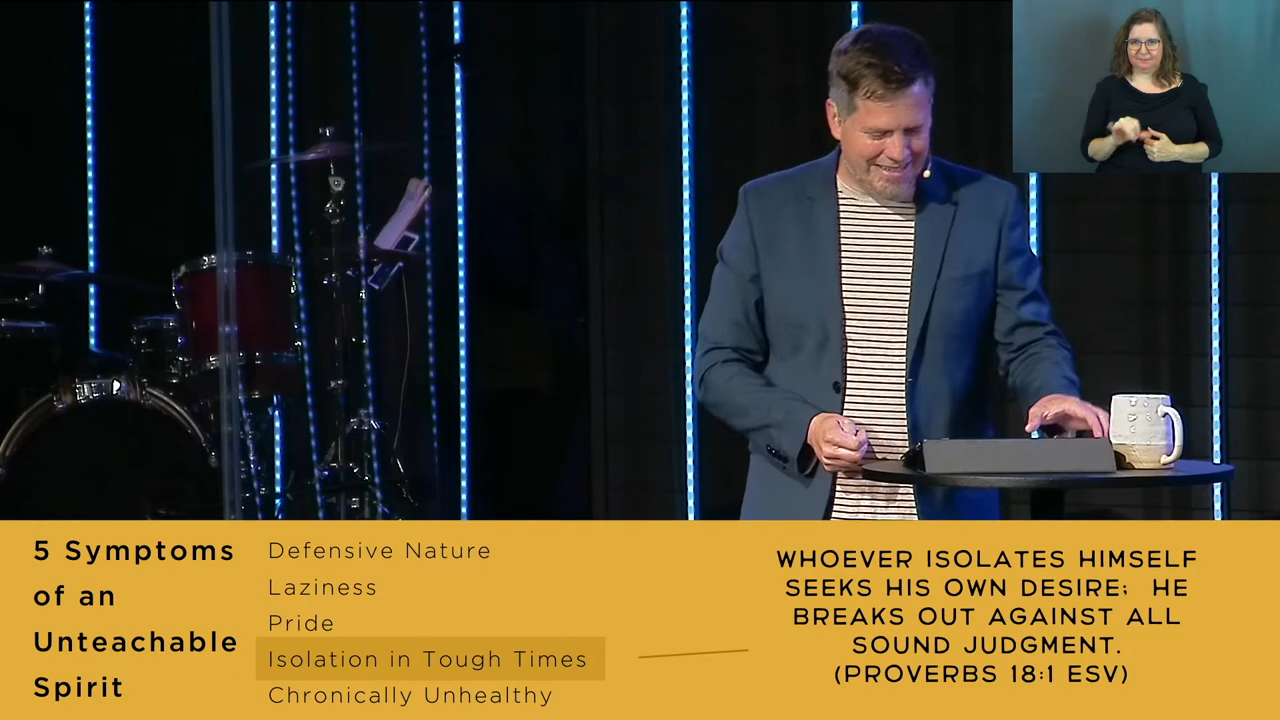 5 Symptoms
of an
Unteachable
Spirit
Defensive Nature
Laziness
Pride
Isolation in Tough Times
Chronically Unhealthy
WHOEVER ISOLATES HIMSELF
SEEKS HIS OWN DESIRE; HE
BREAKS OUT AGAINST ALL
SOUND JUDGMENT.
(PROVERBS 18:1 ESV)